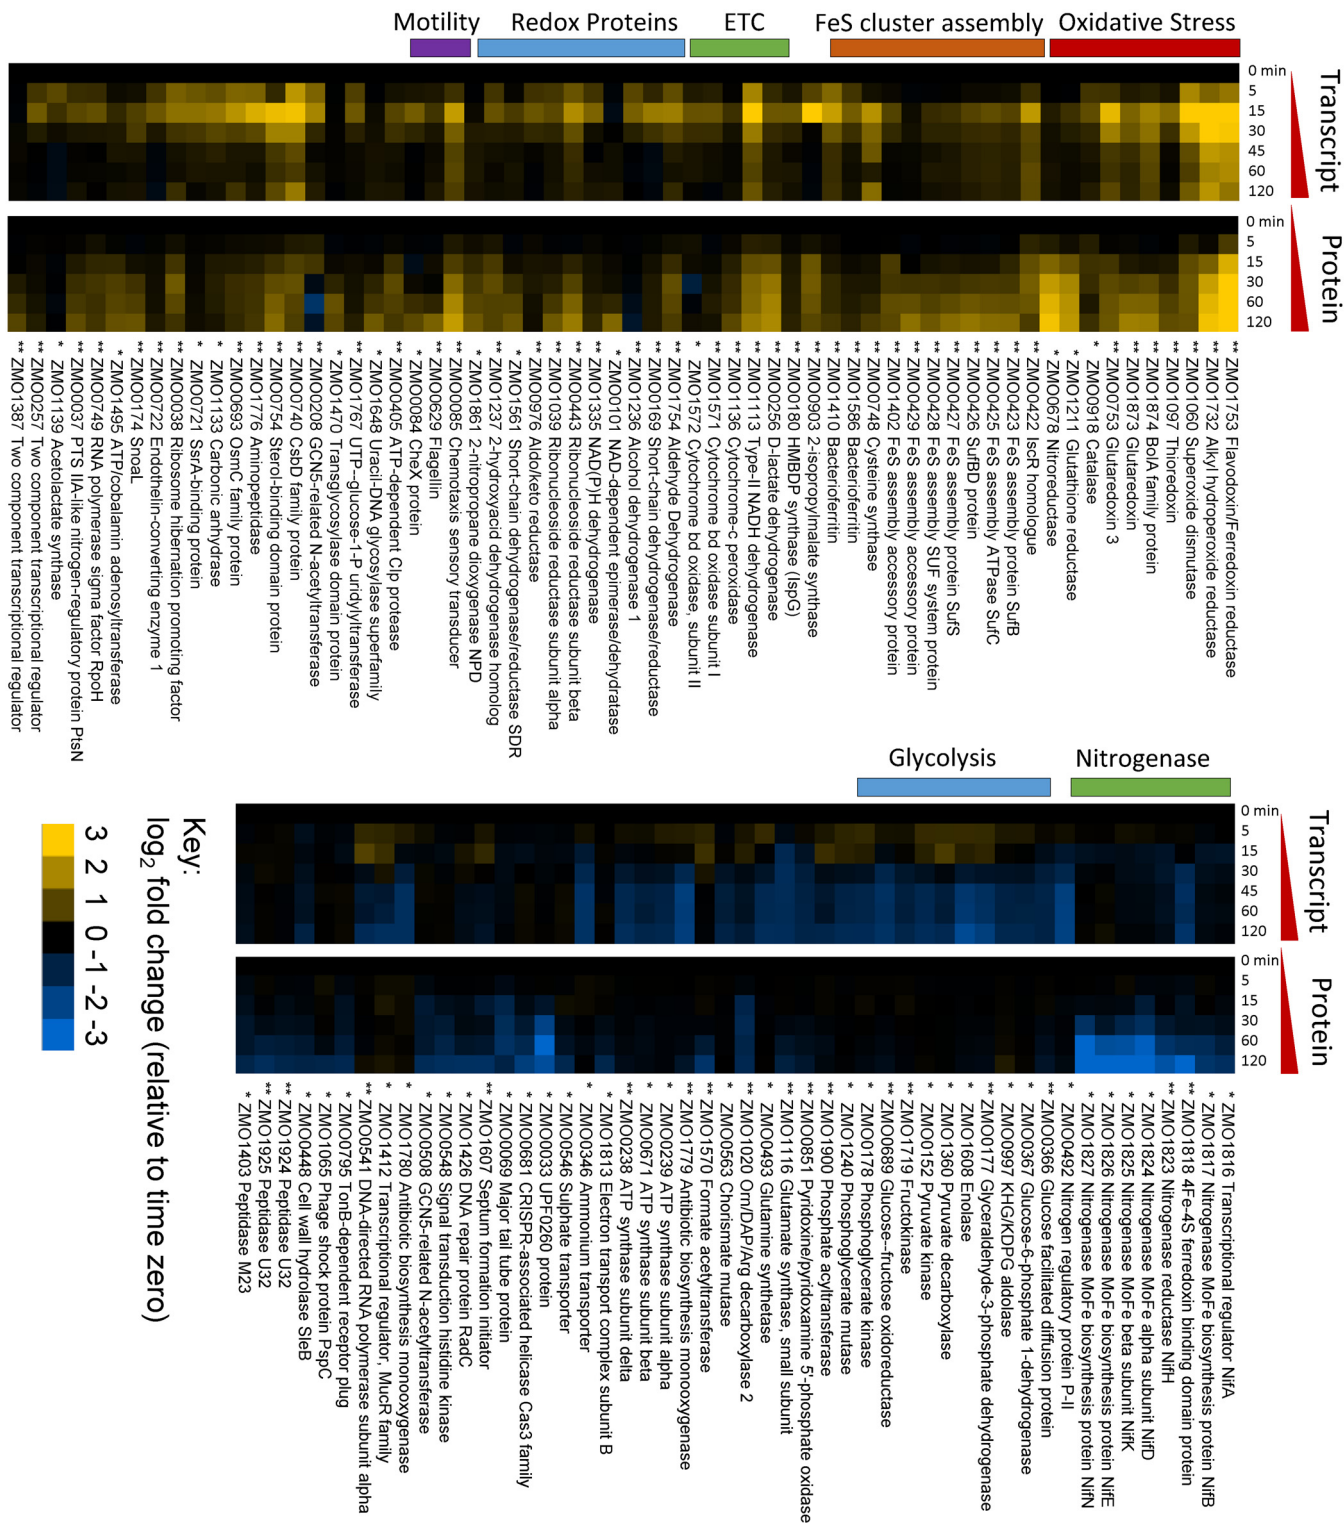 Motility
Redox Proteins
ETC
FeS cluster assembly
Oxidative Stress
0 min
5
15
30
45
60
120
Transcript
0 min
5
15
30
60
120
Protein
** ZMO1753 Flavodoxin/Ferredoxin reductase
** ZMO1732 Alkyl hydroperoxide reductase
** ZMO1060 Superoxide dismutase
** ZMO1097 Thioredoxin
* ZMO1874 BolA family protein
** ZMO1873 Glutaredoxin
** ZMO0753 Glutaredoxin 3
* ZMO0918 Catalase
* ZMO1211 Glutathione reductase
* ZMO0678 Nitroreductase
** ZMO0422 IscR homologue
* ZMO0423 FeS assembly protein SufB
* ZMO0425 FeS assembly ATPase SufC
** ZMO0426 SufBD protein
** ZMO0427 FeS assembly protein SufS
** ZMO0428 FeS assembly SUF system protein
** ZMO0429 FeS assembly accessory protein
** ZMO1402 FeS assembly accessory protein
** ZMO0748 Cysteine synthase
** ZMO1586 Bacterioferritin
** ZMO1410 Bacterioferritin
** ZMO0903 2-isopropylmalate synthase
** ZMO0180 HMBDP synthase (IspG)
** ZMO0256 D-lactate dehydrogenase
** ZMO1113 Type-II NADH dehydrogenase
** ZMO1136 Cytochrome-c peroxidase
** ZMO1571 Cytochrome bd oxidase subunit I
* ZMO1572 Cytochrome bd oxidase, subunit II
** ZMO1754 Aldehyde Dehydrogenase
** ZMO0169 Short-chain dehydrogenase/reductase
** ZMO1236 Alcohol dehydrogenase 1
* ZMO0101 NAD-dependent epimerase/dehydratase
** ZMO1335 NAD(P)H dehydrogenase
** ZMO0443 Ribonucleoside reductase subunit beta
** ZMO1039 Ribonucleoside reductase subunit alpha
** ZMO0976 Aldo/keto reductase
* ZMO1561 Short-chain dehydrogenase/reductase SDR
** ZMO1237 2-hydroxyacid dehydrogenase homolog
* ZMO1861 2-nitropropane dioxygenase NPD
** ZMO0085 Chemotaxis sensory transducer
** ZMO0629 Flagellin
* ZMO0084 CheX protein
** ZMO0405 ATP-dependent Clp protease
* ZMO1648 Uracil-DNA glycosylase superfamily
** ZMO1767 UTP--glucose-1-P uridylyltransferase
* ZMO1470 Transglycosylase domain protein
** ZMO0208 GCN5-related N-acetyltransferase
** ZMO0740 CsbD family protein
** ZMO0754 Sterol-binding domain protein
** ZMO1776 Aminopeptidase
** ZMO0693 OsmC family protein
* ZMO1133 Carbonic anhydrase
* ZMO0721 SsrA-binding protein
** ZMO0038 Ribosome hibernation promoting factor
** ZMO0722 Endothelin-converting enzyme 1
** ZMO0174 SnoaL
* ZMO1495 ATP/cobalamin adenosyltransferase
** ZMO0749 RNA polymerase sigma factor RpoH
** ZMO0037 PTS IIA-like nitrogen-regulatory protein PtsN
* ZMO1139 Acetolactate synthase
** ZMO0257 Two component transcriptional regulator
** ZMO1387 Two component transcriptional regulator
Glycolysis
Nitrogenase
0 min
5
15
30
45
60
120
Transcript
0 min
5
15
30
60
120
Protein
* ZMO1816 Transcriptional regulator NifA
* ZMO1817 Nitrogenase MoFe biosynthesis protein NifB
** ZMO1818 4Fe-4S ferredoxin binding domain protein
** ZMO1823 Nitrogenase reductase NifH
* ZMO1824 Nitrogenase MoFe alpha subunit NifD
* ZMO1825 Nitrogenase MoFe beta subunit NifK
* ZMO1826 Nitrogenase MoFe biosynthesis protein NifE
* ZMO1827 Nitrogenase MoFe biosynthesis protein NifN
* ZMO0492 Nitrogen regulatory protein P-II
** ZMO0366 Glucose facilitated diffusion protein
* ZMO0367 Glucose-6-phosphate 1-dehydrogenase
* ZMO0997 KHG/KDPG aldolase
** ZMO0177 Glyceraldehyde-3-phosphate dehydrogenase
* ZMO1608 Enolase
* ZMO1360 Pyruvate decarboxylase
* ZMO0152 Pyruvate kinase
** ZMO1719 Fructokinase
** ZMO0689 Glucose--fructose oxidoreductase
* ZMO0178 Phosphoglycerate kinase
* ZMO1240 Phosphoglycerate mutase
** ZMO1900 Phosphate acyltransferase
** ZMO0851 Pyridoxine/pyridoxamine 5'-phosphate oxidase
** ZMO1116 Glutamate synthase, small subunit
* ZMO0493 Glutamine synthetase
** ZMO1020 Orn/DAP/Arg decarboxylase 2
* ZMO0563 Chorismate mutase
** ZMO1570 Formate acetyltransferase
** ZMO1779 Antibiotic biosynthesis monooxygenase
* ZMO0239 ATP synthase subunit alpha
* ZMO0671 ATP synthase subunit beta
** ZMO0238 ATP synthase subunit delta
* ZMO1813 Electron transport complex subunit B
* ZMO0346 Ammonium transporter
* ZMO0546 Sulphate transporter
* ZMO0033 UPF0260 protein
* ZMO0681 CRISPR-associated helicase Cas3 family
* ZMO0069 Major tail tube protein
** ZMO1607 Septum formation initiator
* ZMO1426 DNA repair protein RadC
* ZMO0548 Signal transduction histidine kinase
* ZMO0508 GCN5-related N-acetyltransferase
* ZMO1780 Antibiotic biosynthesis monooxygenase
* ZMO1412 Transcriptional regulator, MucR family
** ZMO0541 DNA-directed RNA polymerase subunit alpha
* ZMO0795 TonB-dependent receptor plug
* ZMO1065 Phage shock protein PspC
* ZMO0448 Cell wall hydrolase SleB
** ZMO1924 Peptidase U32
** ZMO1925 Peptidase U32
* ZMO1403 Peptidase M23
Key:
log2 fold change (relative to time zero)
3 2 1 0 -1 -2 -3